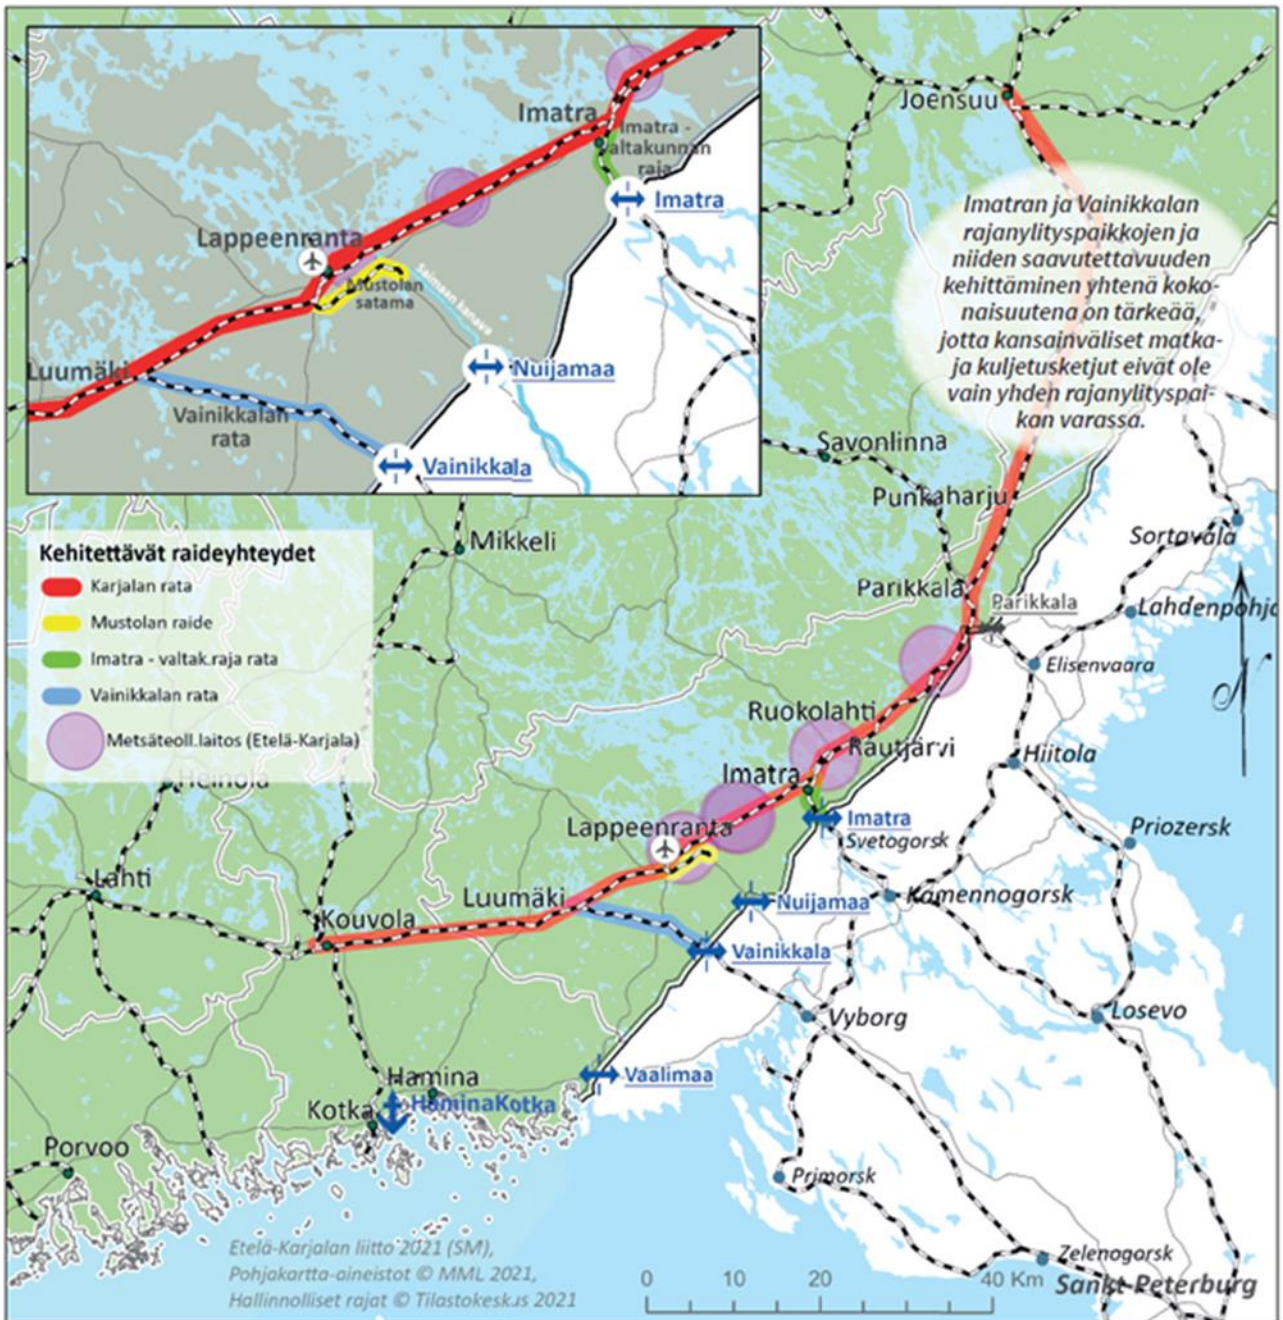 Imatra
Imatra -
valtakunnan
raja
Imatra
Lappeenranta
Mustolan
satama
Saimaan kanava
Nuijamaa
Luumäki
Vainikkalan
rata
Vainikkala
Joensuu
Imatran ja Vainikkalan
rajanylityspaikkojen ja
niiden saavutettavuuden
kehittäminen yhtenä koko-
naisuutena on tärkeää,
jotta kansainväliset matka-
ja kuljetusketjut eivät ole
vain yhden rajanylityspai-
kan varassa.
Savonlinna
Punkaharju
Sortavala
Mikkeli
Kehitettävät raideyhteydet
Karjalan rata
Mustolan raide
Imatra - valtak.raja rata
Vainikkalan rata
Metsäteoll.laitos (Etelä-Karjala)
Parikkala
Parikkala
Lahdenpohja
Elisenvaara
Ruokolahti
Rautjärvi
Hiitola
Heinola
Imatra
Imatra
Svetogorsk
Priozersk
Lappeenranta
Lahti
Luumäki
Nuijamaa
Kamennogorsk
Kouvola
Vainikkala
Vyborg
Losevo
Hamina
Vaalimaa
Kotka
HaminaKotka
Porvoo
Primorsk
Zelenogorsk
Sankt-Peterburg
Etelä-Karjalan liitto 2021 (SM),
Pohjakartta-aineistot © MML 2021,
Hallinnolliset rajat © Tilastokeskus 2021
0 10 20 40 Km
N